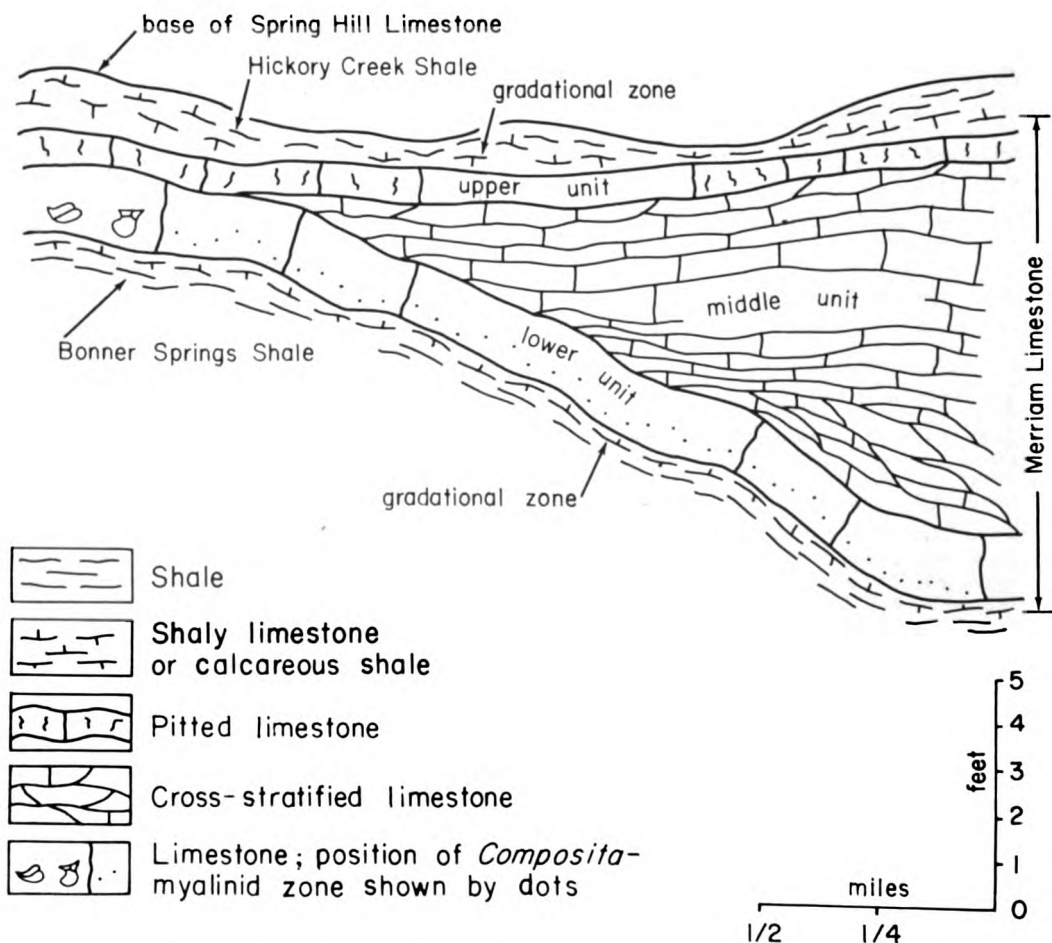 base of Spring Hill Limestone
Hickory Creek Shale
gradational zone
upper unit
middle unit
lower
unit
Bonner Springs Shale
gradational zone
Merriam Limestone
Shale
Shaly limestone
or calcareous shale
Pitted limestone
Cross-stratified limestone
Limestone; position of Composita-
myalinid zone shown by dots
5
4
3
2
1
0
feet
miles
1/2 1/4